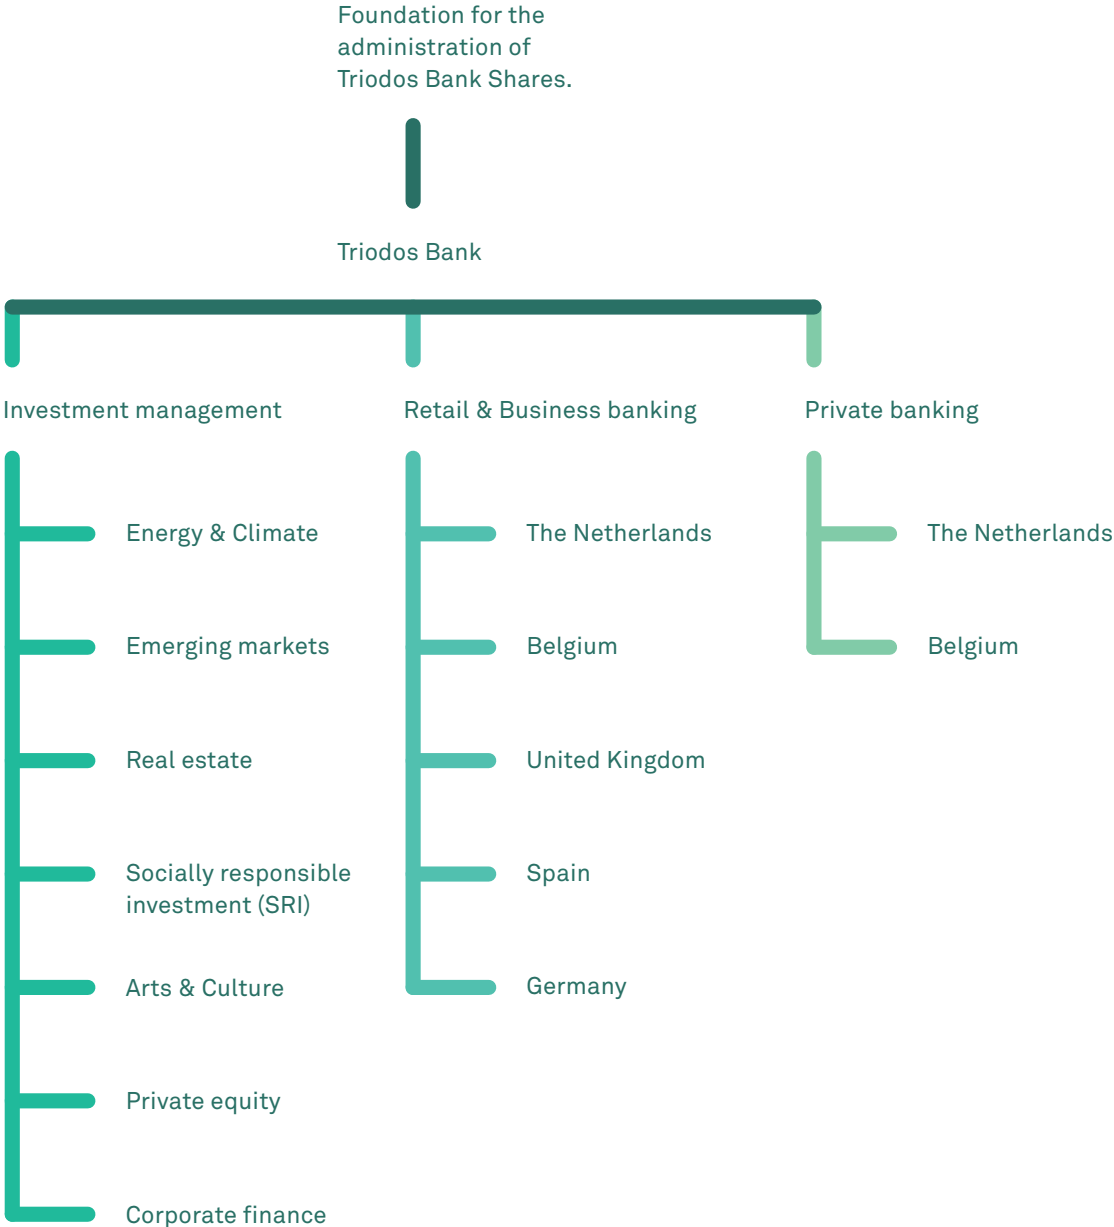 Foundation for the
administration of
Triodos Bank Shares.
Triodos Bank
Investment management
Energy & Climate
Emerging markets
Real estate
Socially responsible
investment (SRI)
Arts & Culture
Private equity
Corporate finance
Retail & Business banking
The Netherlands
Belgium
United Kingdom
Spain
Germany
Private banking
The Netherlands
Belgium